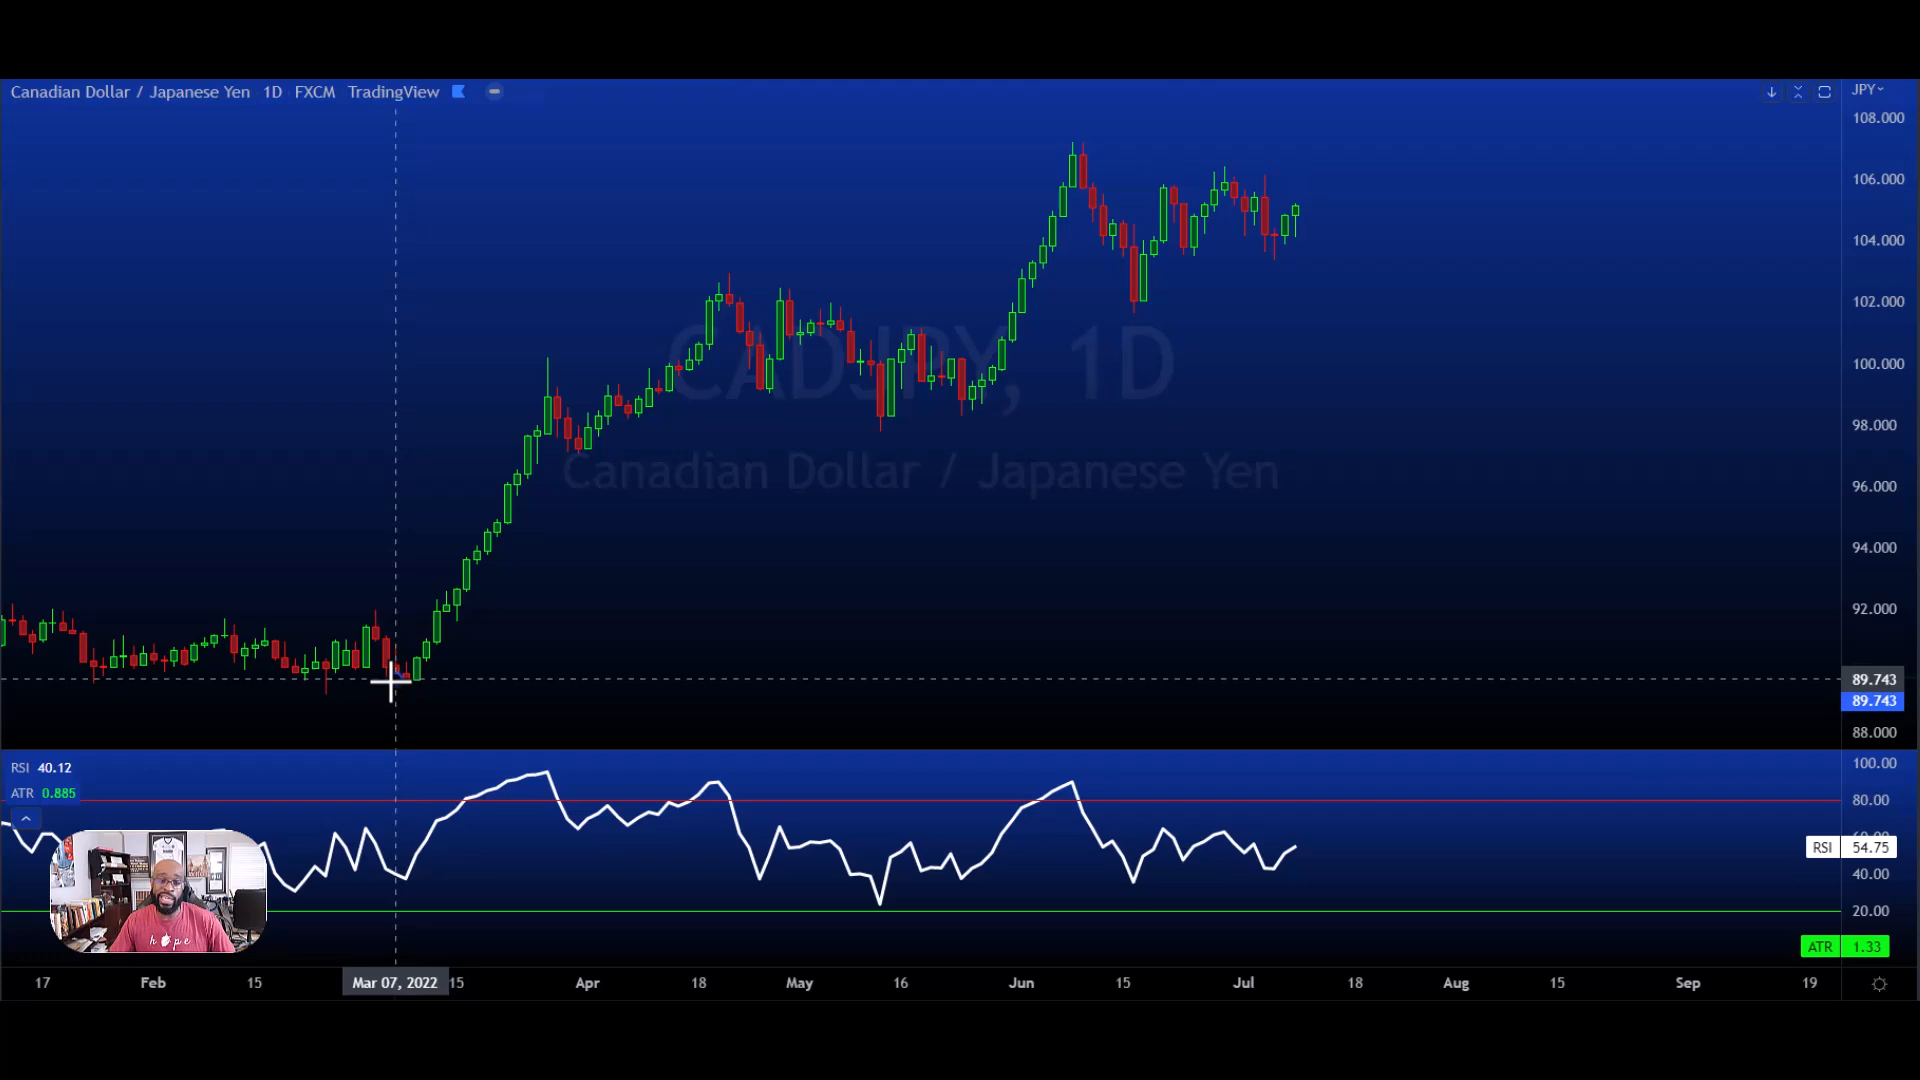 Canadian Dollar / Japanese Yen 1D FXCM TradingView
JPY
108.000
106.000
104.000
102.000
100.000
98.000
96.000
94.000
92.000
89.743
89.743
88.000
CADJPY, 1D
Canadian Dollar / Japanese Yen
RSI 40.12
ATR 0.885
100.00
80.00
60.00
RSI 54.75
40.00
20.00
ATR 1.33
hope
17 Feb 15 Mar 07, 2022 15 Apr 18 May 16 Jun 15 Jul 18 Aug 15 Sep 19